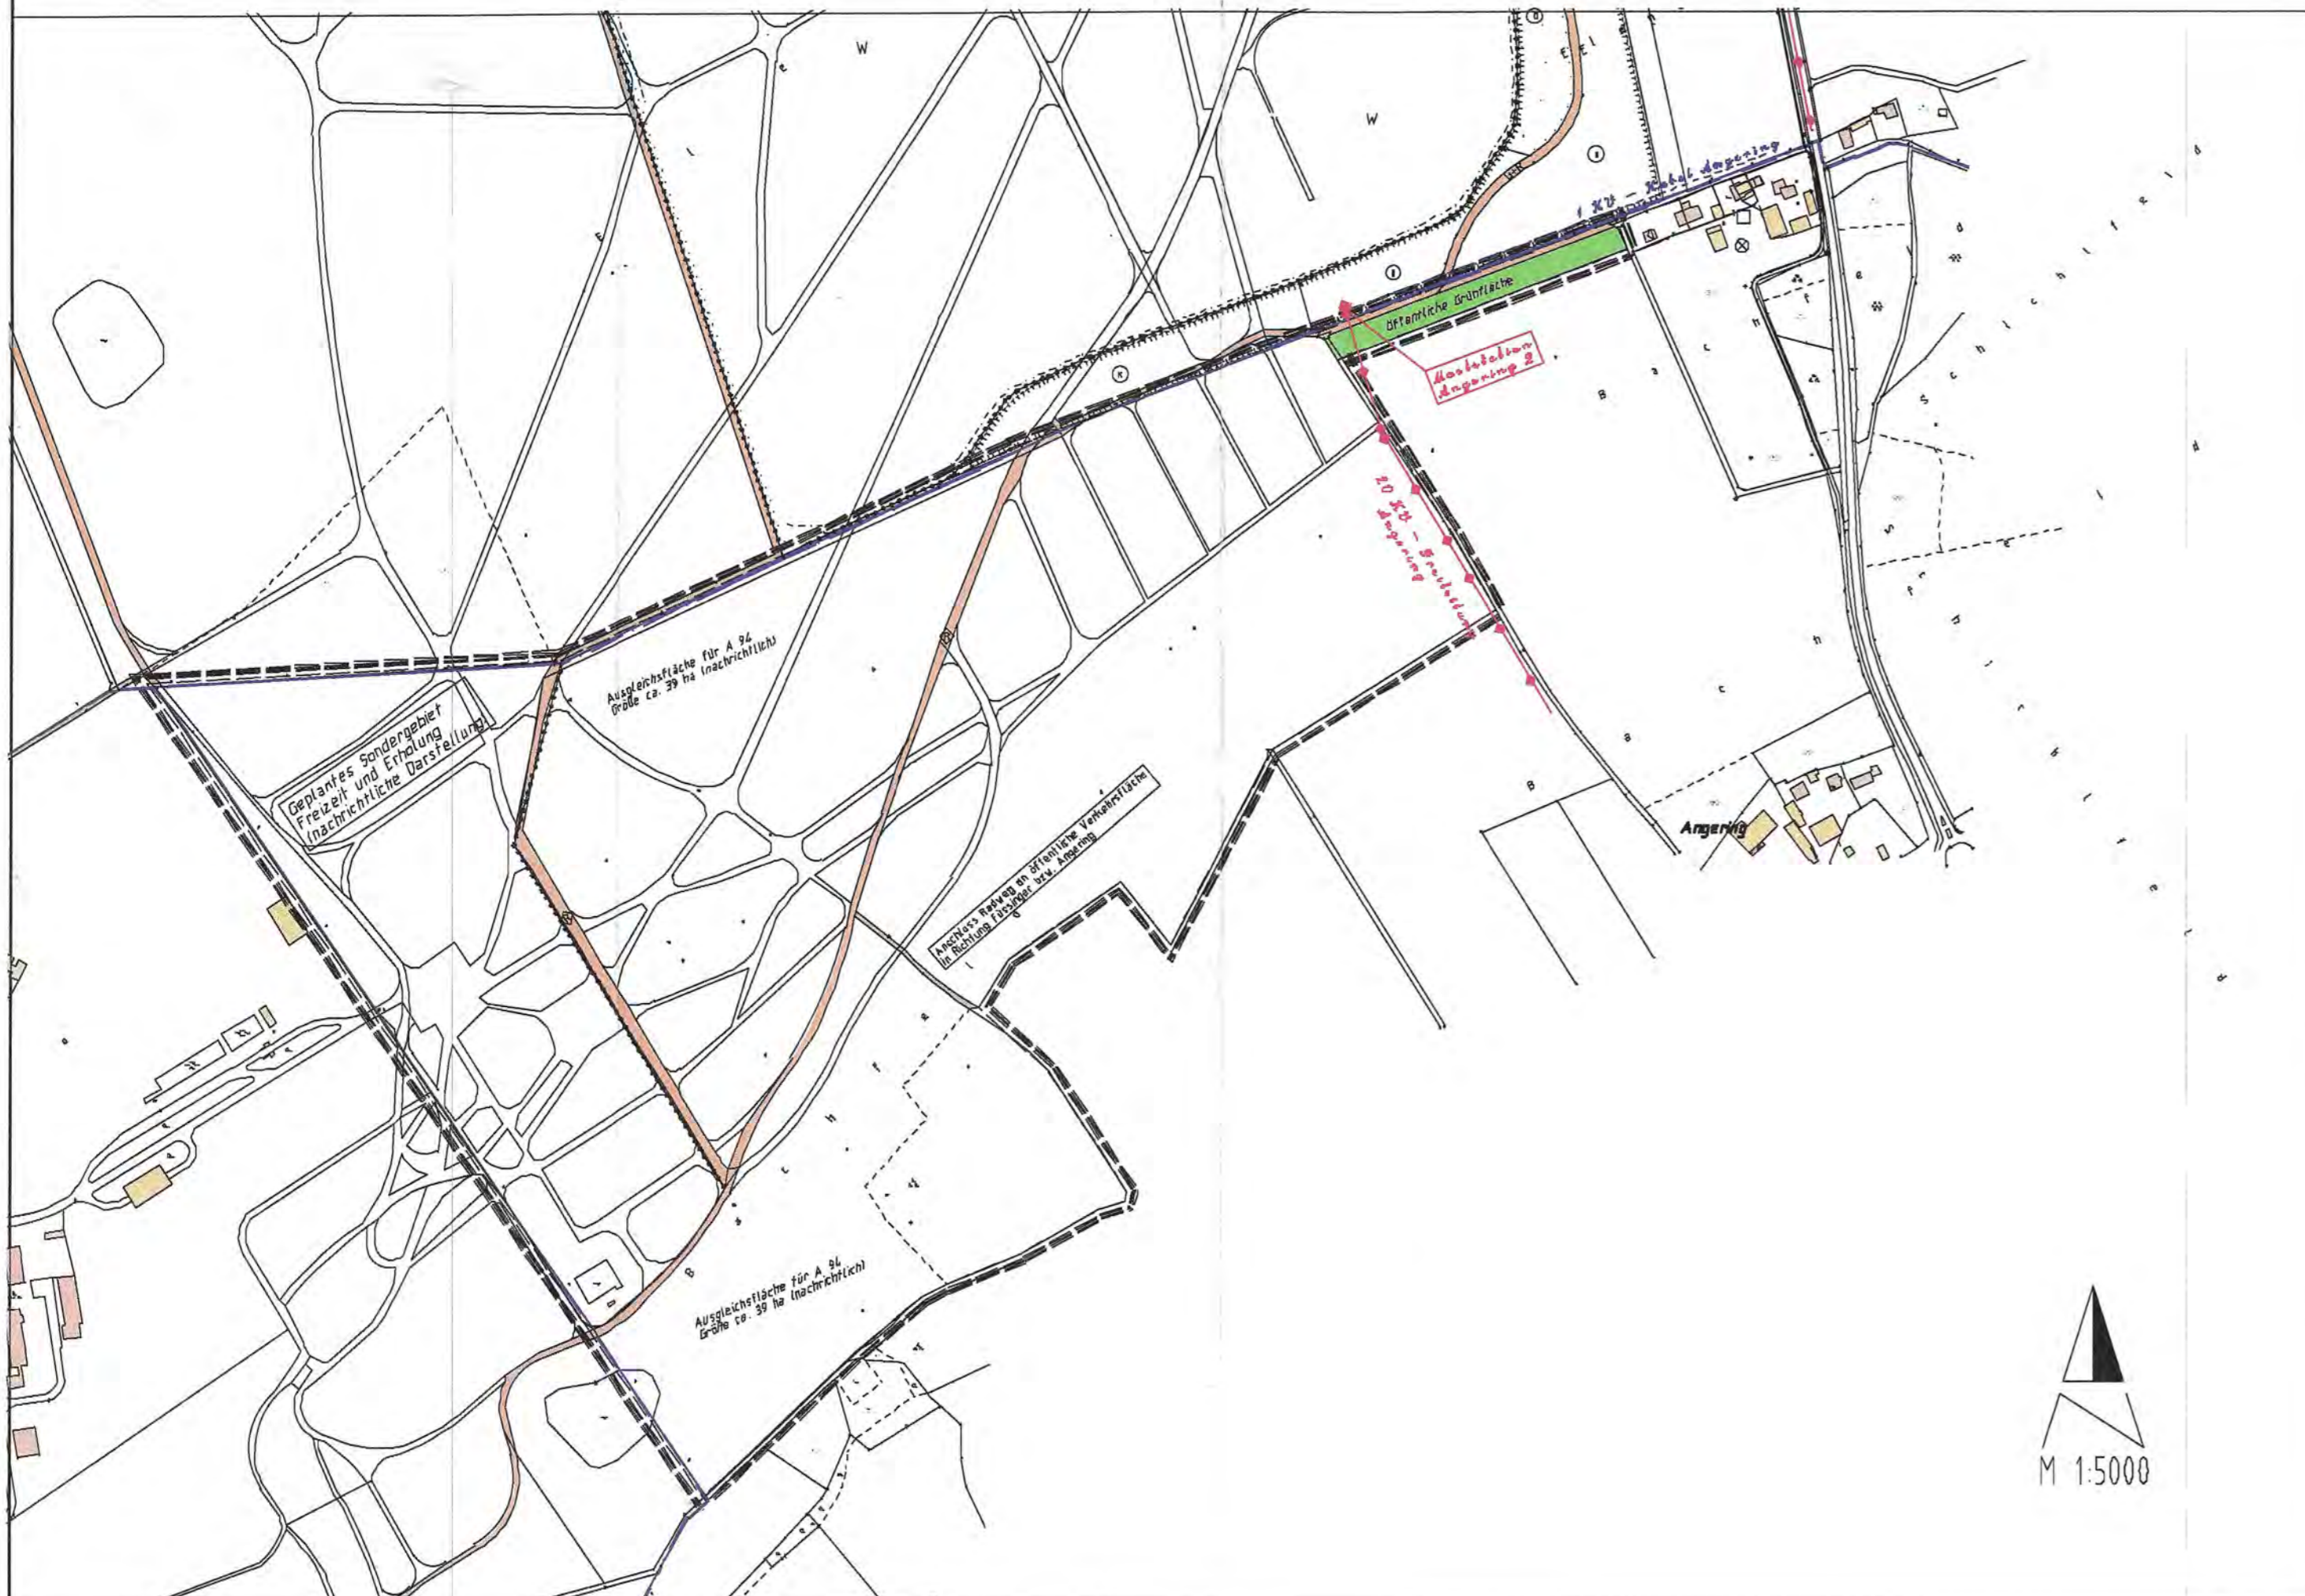 W
W
1 KV - Kabel Angering
öffentliche Grünfläche
Maststation
Angering 2
20 KV - Freileitung
Angering
Ausgleichsfläche für A 94
Größe ca. 39 ha (nachrichtlich)
Geplantes Sondergebiet
Freizeit und Erholung
(nachrichtliche Darstellung)
Anschluss Radweg an öffentliche Verkehrsfläche
in Richtung Füssinger bzw. Angering
Angering
Ausgleichsfläche für A 94
Größe ca. 39 ha (nachrichtlich)
M 1:5000